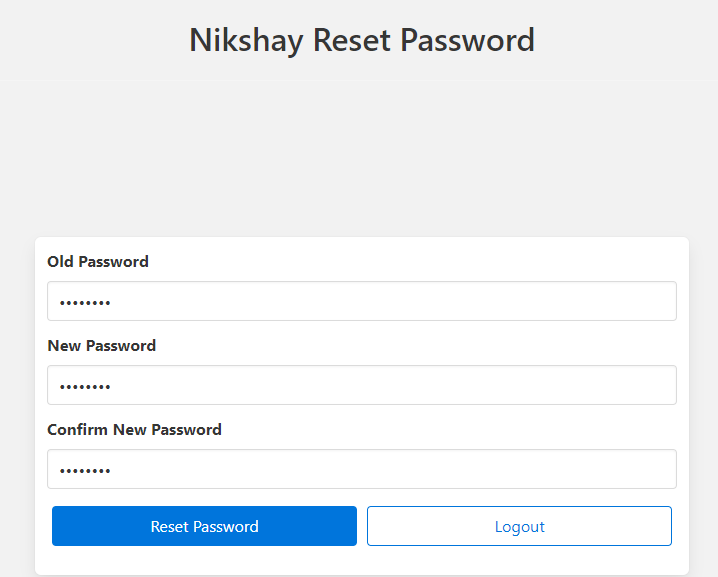 Nikshay Reset Password
Old Password
••••••••
New Password
••••••••
Confirm New Password
••••••••
Reset Password Logout